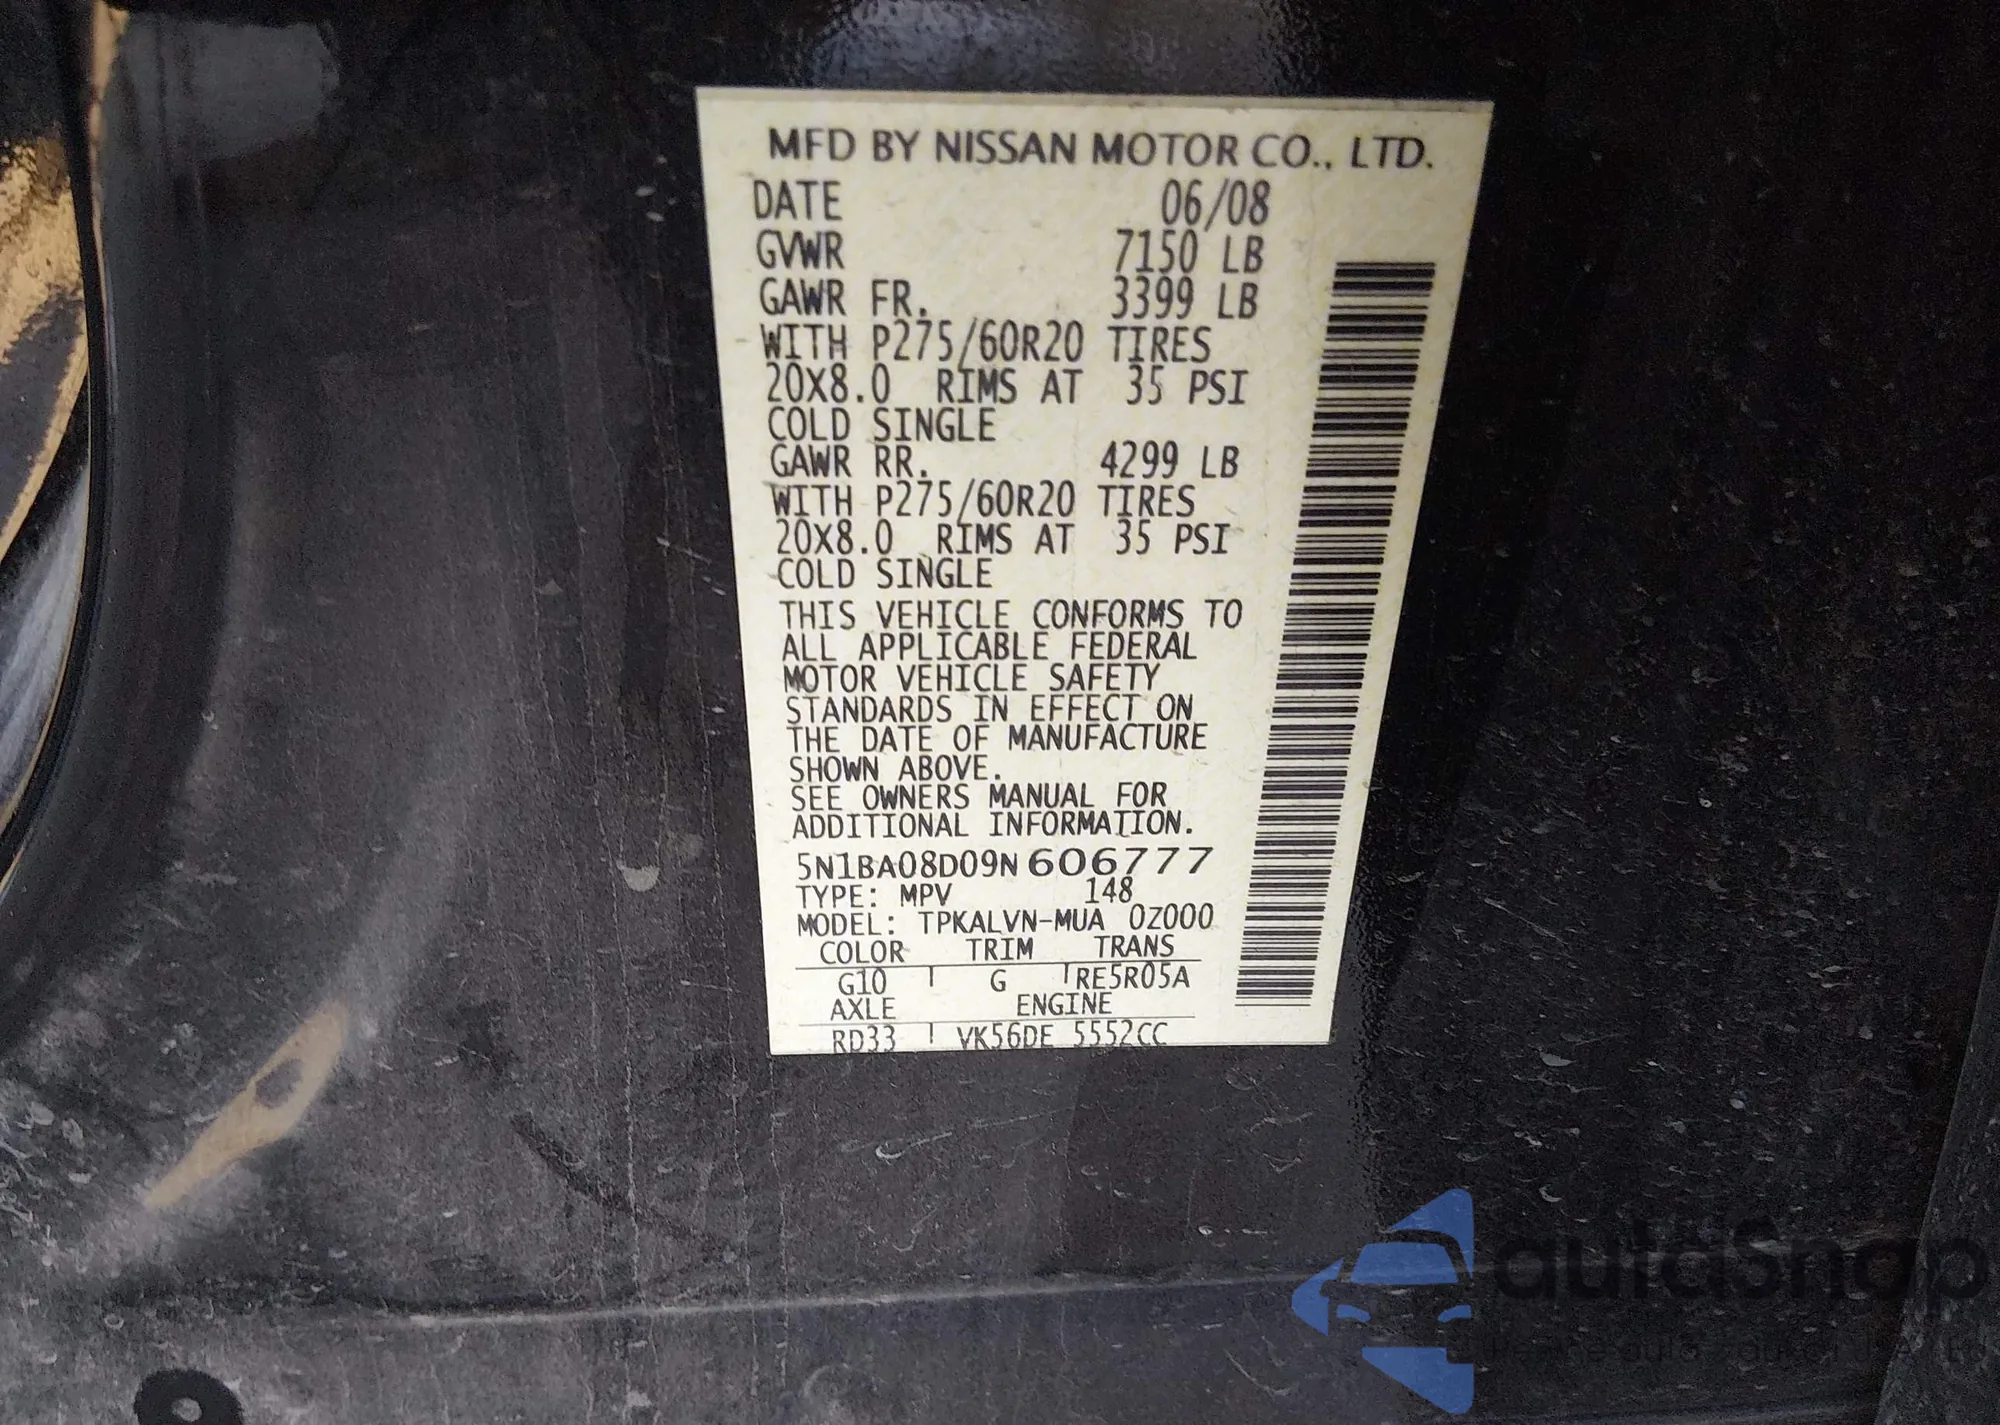 MFD BY NISSAN MOTOR CO., LTD.
DATE 06/08
GVWR 7150 LB
GAWR FR. 3399 LB
WITH P275/60R20 TIRES
20X8.0 RIMS AT 35 PSI
COLD SINGLE
GAWR RR. 4299 LB
WITH P275/60R20 TIRES
20X8.0 RIMS AT 35 PSI
COLD SINGLE
THIS VEHICLE CONFORMS TO
ALL APPLICABLE FEDERAL
MOTOR VEHICLE SAFETY
STANDARDS IN EFFECT ON
THE DATE OF MANUFACTURE
SHOWN ABOVE.
SEE OWNERS MANUAL FOR
ADDITIONAL INFORMATION.
5N1BA08D09N606777
TYPE: MPV 148
MODEL: TPKALVN-MUA 0Z000
COLOR TRIM TRANS
G10 G RE5R05A
AXLE ENGINE
RD33 VK56DE 5552CC
auidSnap